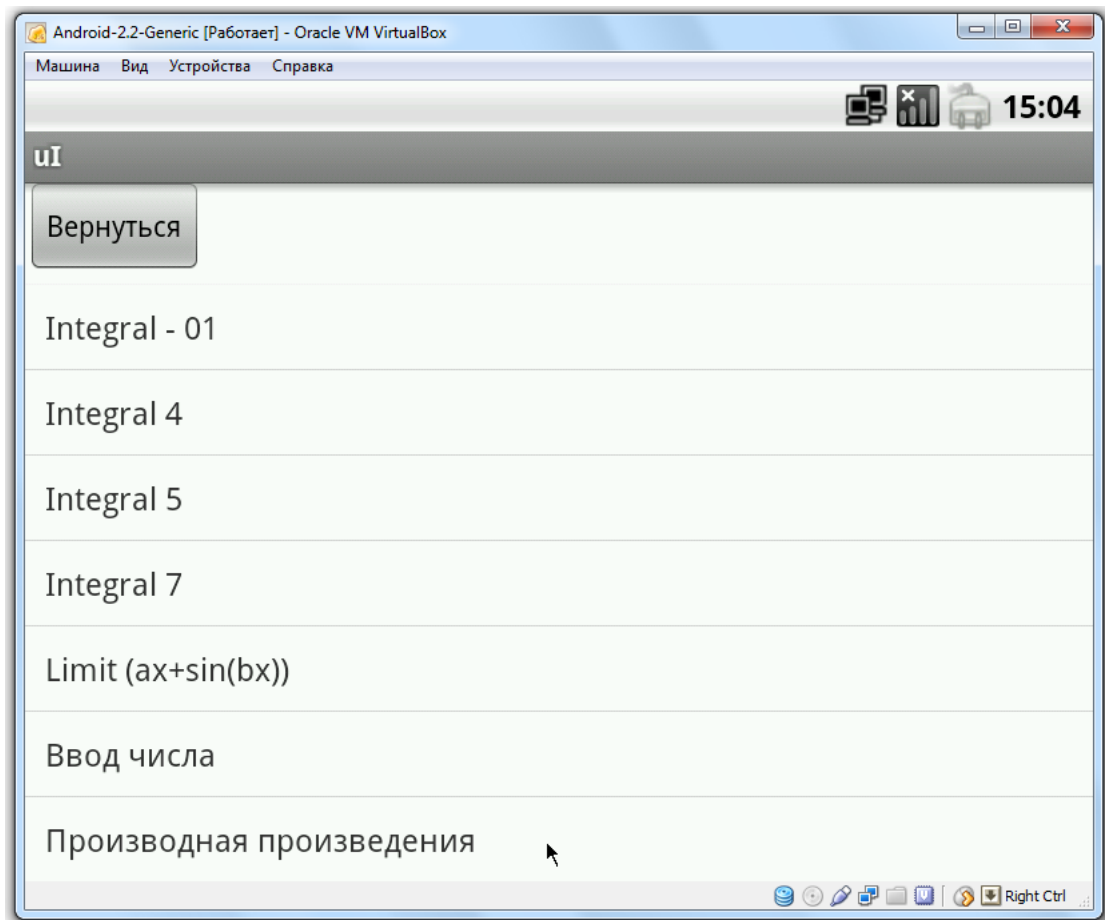 Android-2.2-Generic [Работает] - Oracle VM VirtualBox
Машина Вид Устройства Справка
15:04
uI
Вернуться
Integral - 01
Integral 4
Integral 5
Integral 7
Limit (ax+sin(bx))
Ввод числа
Производная произведения
Right Ctrl